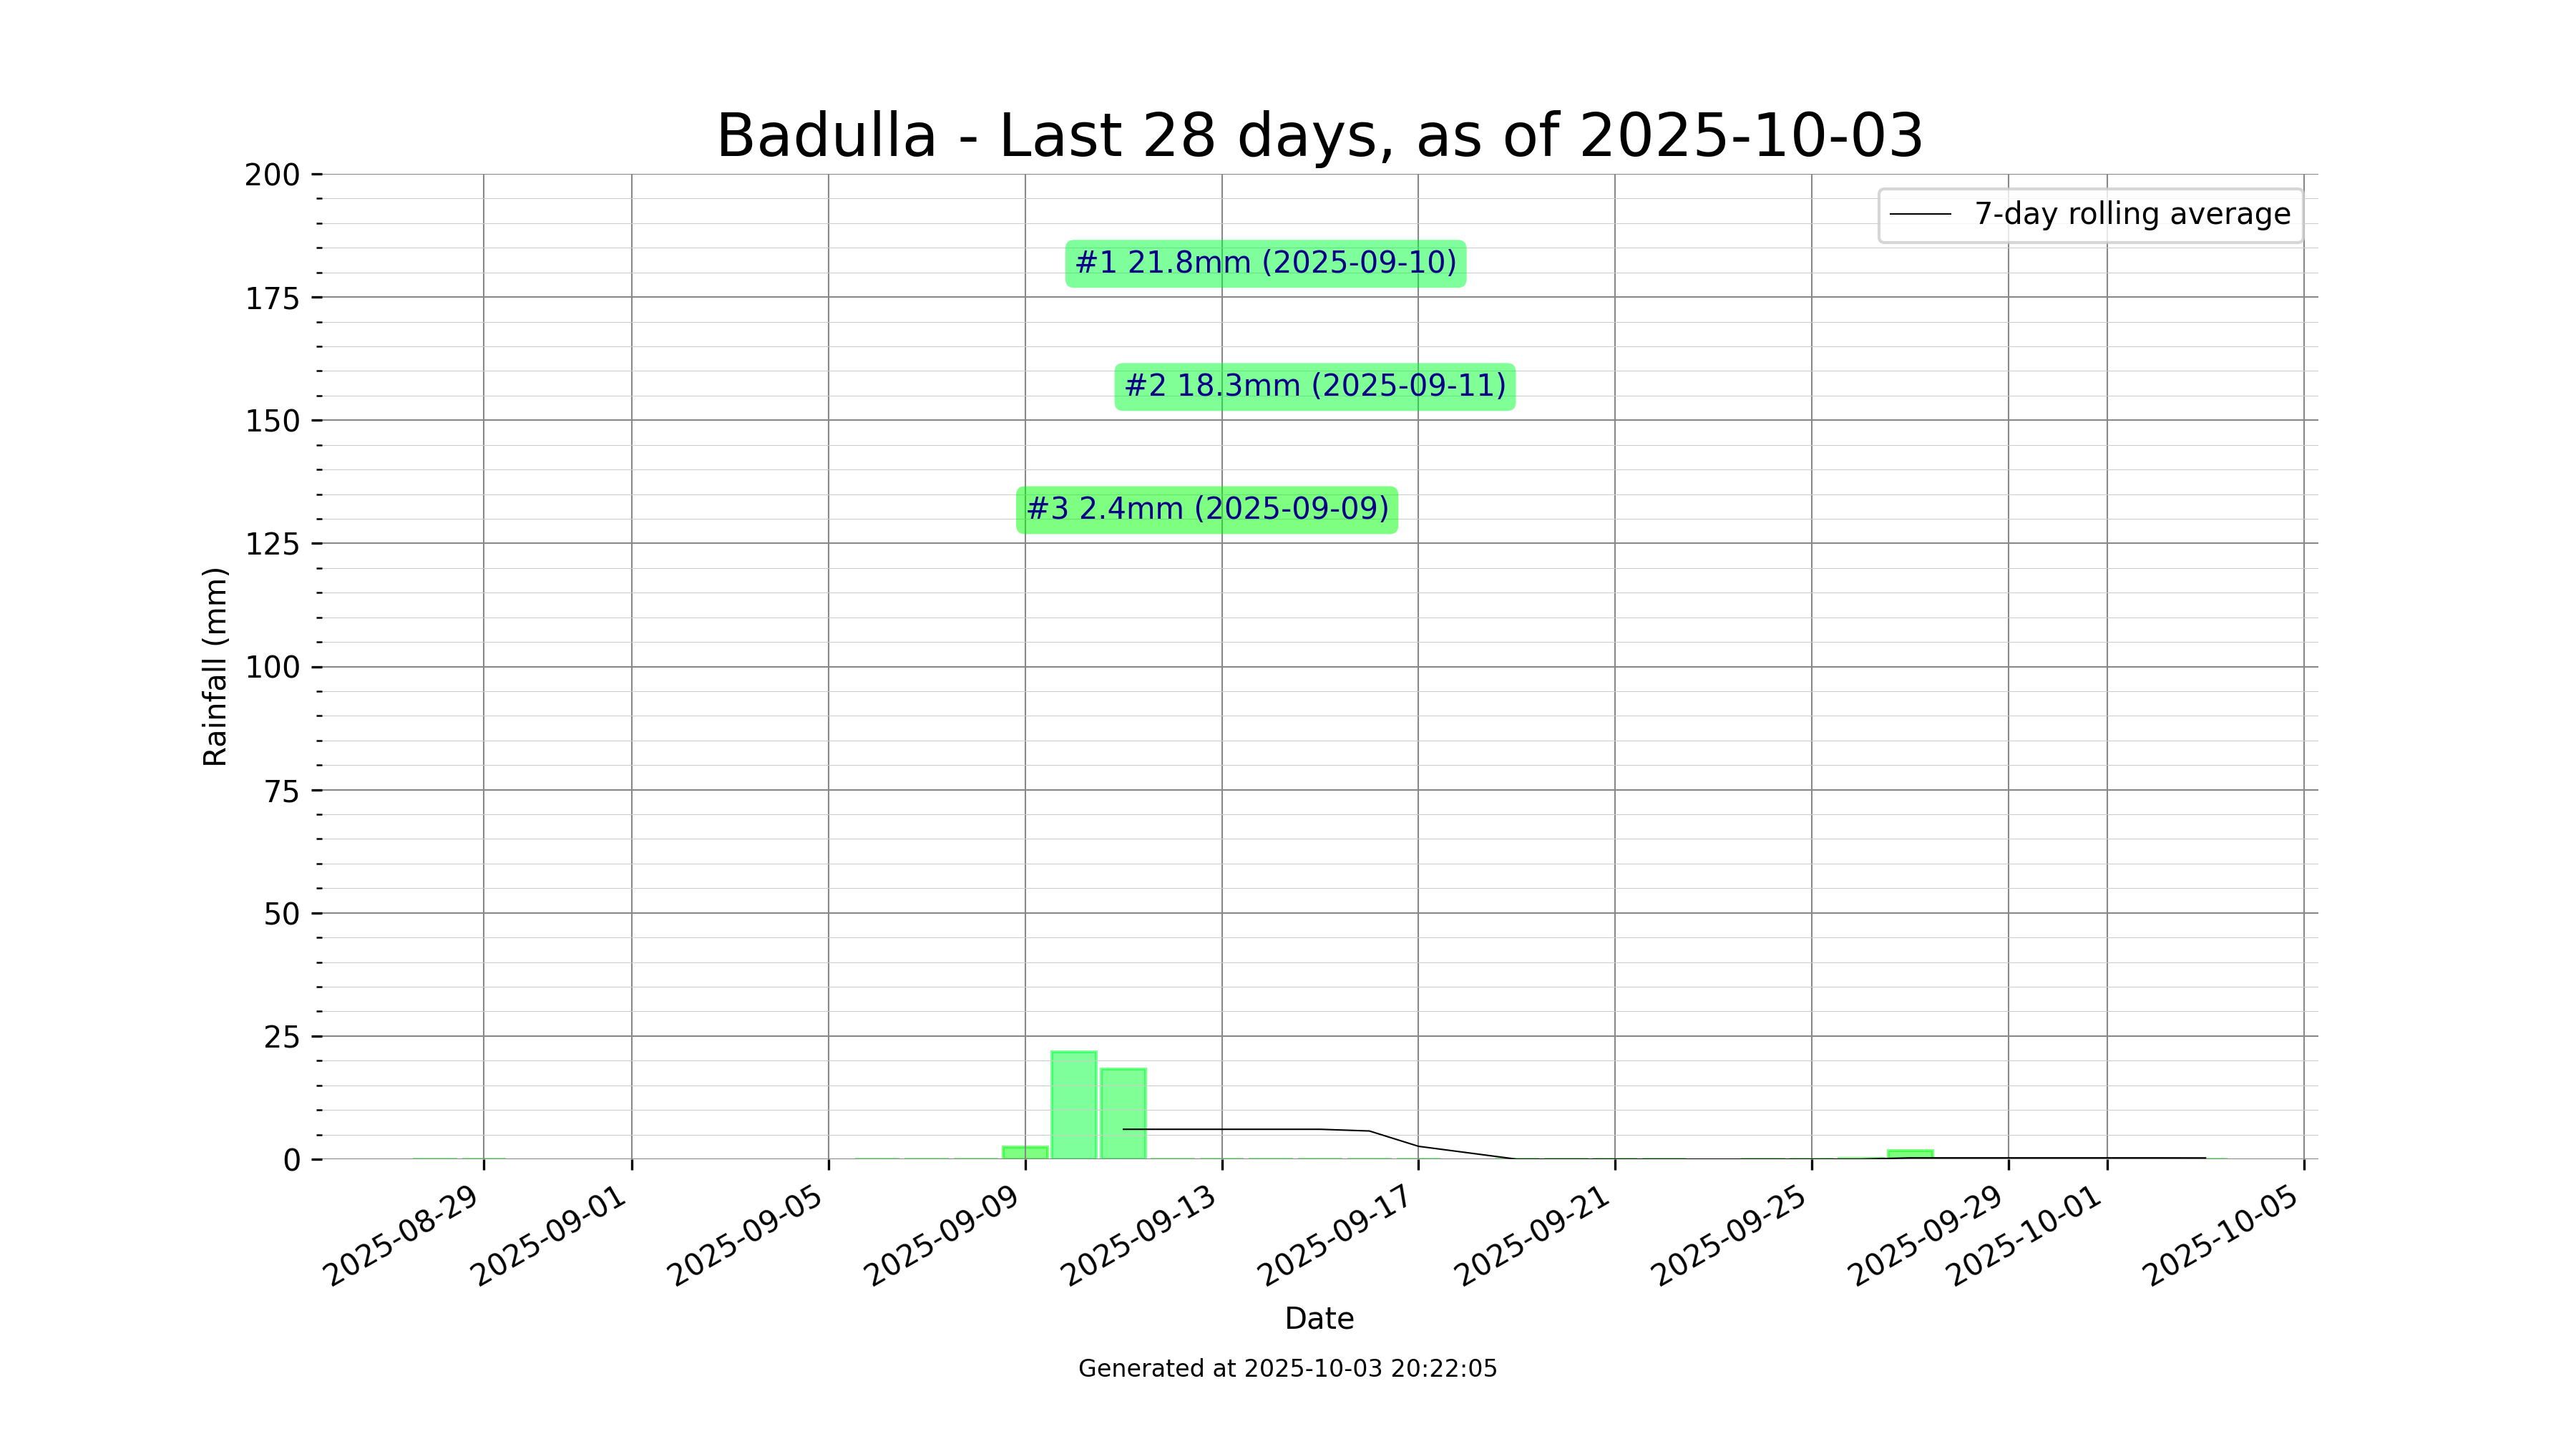 Badulla - Last 28 days, as of 2025-10-03
200
175
150
125
100
75
50
25
0
Rainfall (mm)
7-day rolling average
#1 21.8mm (2025-09-10)
#2 18.3mm (2025-09-11)
#3 2.4mm (2025-09-09)
2025-08-29
2025-09-01
2025-09-05
2025-09-09
2025-09-13
2025-09-17
2025-09-21
2025-09-25
2025-09-29
2025-10-01
2025-10-05
Date
Generated at 2025-10-03 20:22:05